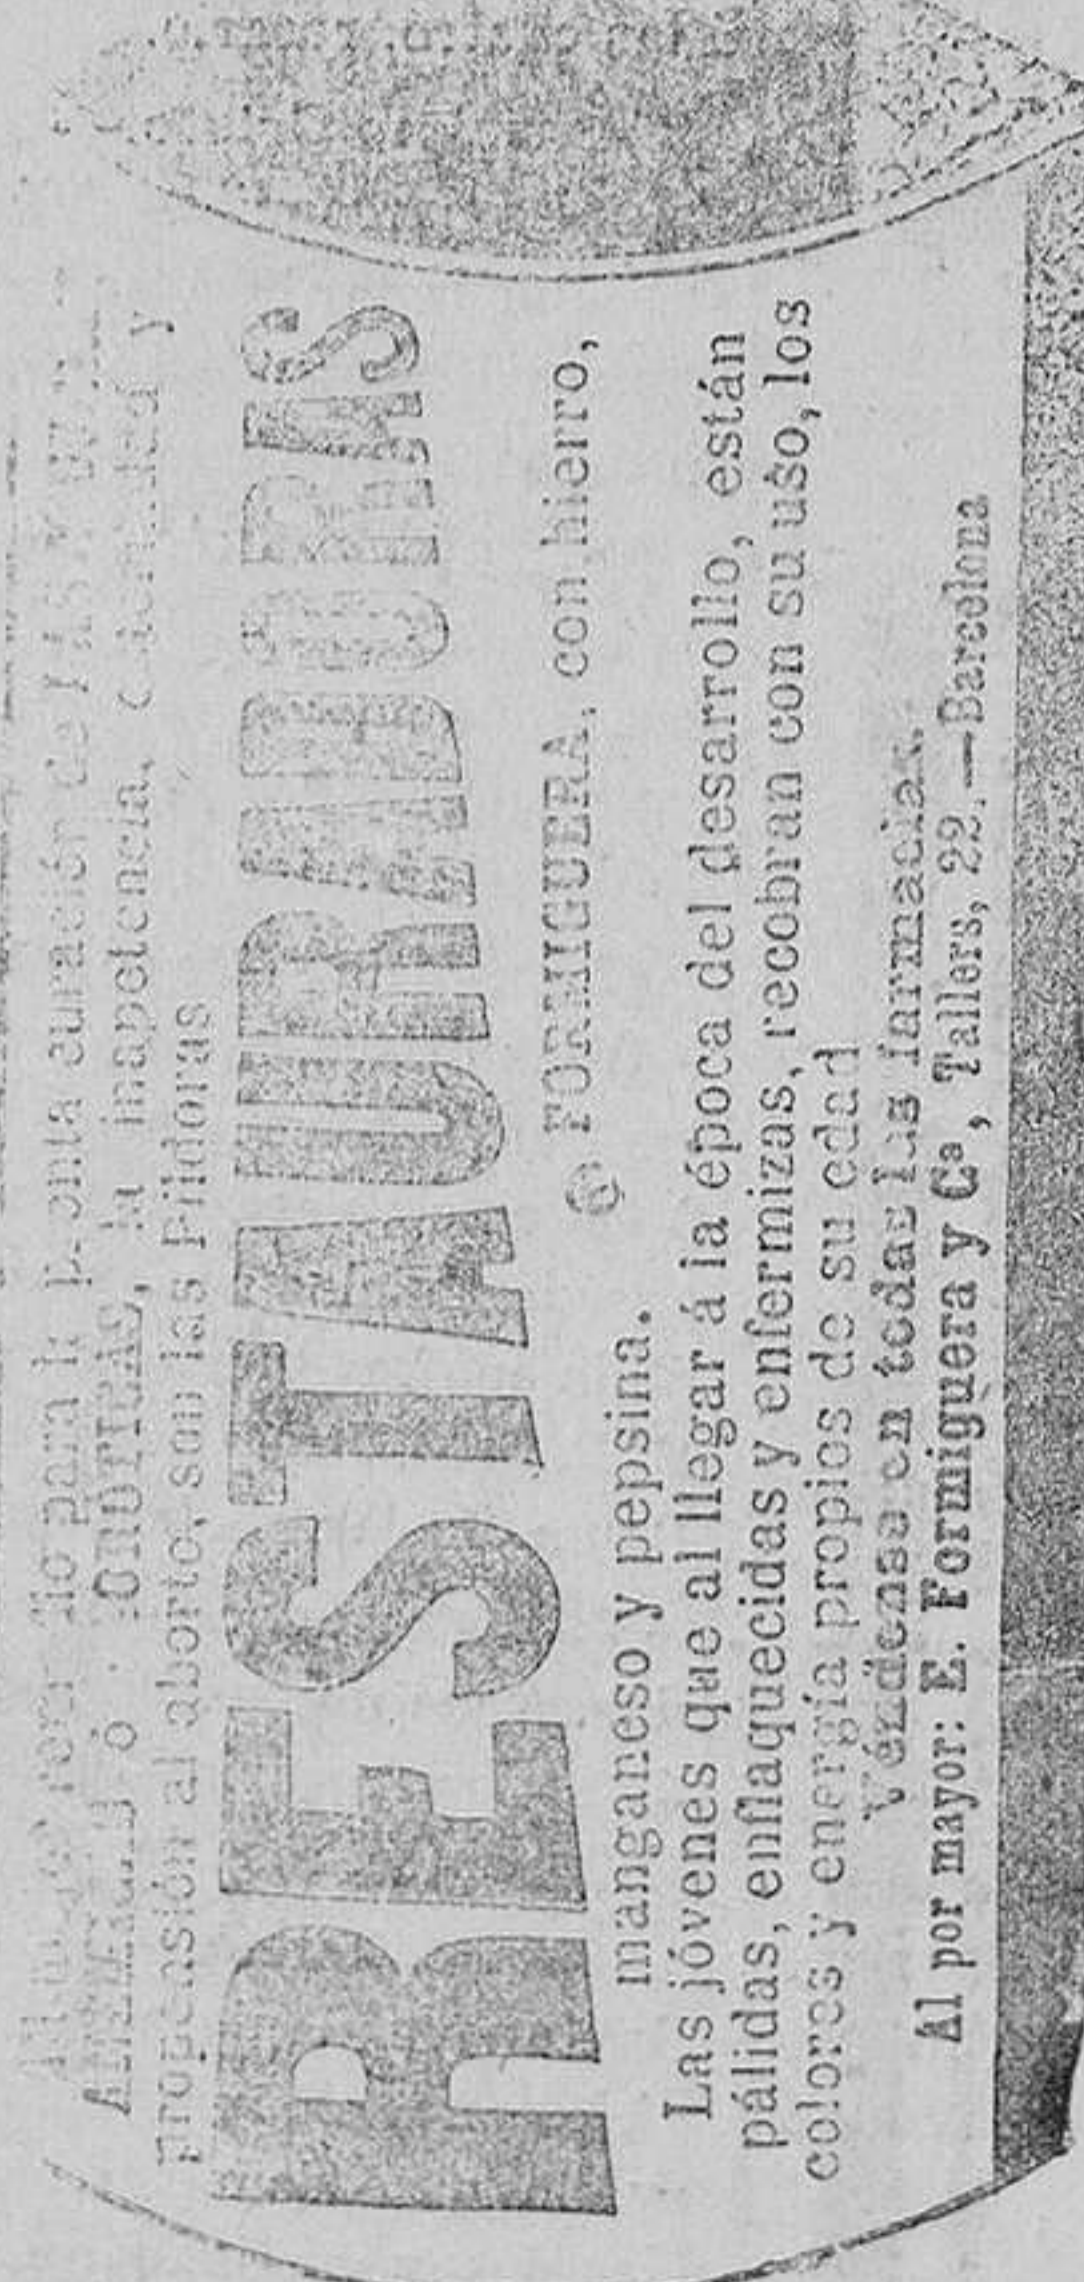 para la pronta curación de
ó la inapetencia,
propensión al aborto, son las Píldoras
RESTAURADORAS
FORMIGUERA, con hierro,
manganeso y pepsina.
Las jóvenes que al llegar á la época del desarrollo, están
pálidas, enflaquecidas y enfermizas, recobran con su uso, los
colores y energía propios de su edad
Véndense en todas las farmacias.
Al por mayor: E. Formiguera y Cª, Tallers, 22.—Barcelona